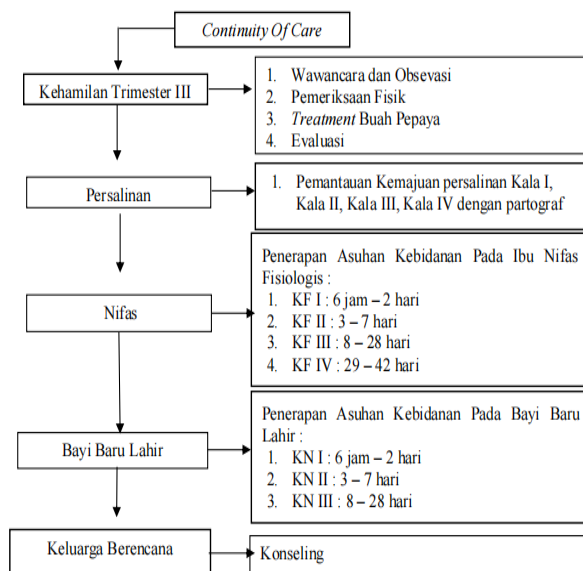 Continuity Of Care
Kehamilan Trimester III
1. Wawancara dan Obsevasi
2. Pemeriksaan Fisik
3. Treatment Buah Pepaya
4. Evaluasi
Persalinan
1. Pemantauan Kemajuan persalinan Kala I,
Kala II, Kala III, Kala IV dengan partograf
Nifas
Penerapan Asuhan Kebidanan Pada Ibu Nifas
Fisiologis :
1. KF I : 6 jam – 2 hari
2. KF II : 3 – 7 hari
3. KF III : 8 – 28 hari
4. KF IV : 29 – 42 hari
Bayi Baru Lahir
Penerapan Asuhan Kebidanan Pada Bayi Baru
Lahir :
1. KN I : 6 jam – 2 hari
2. KN II : 3 – 7 hari
3. KN III : 8 – 28 hari
Keluarga Berencana
Konseling